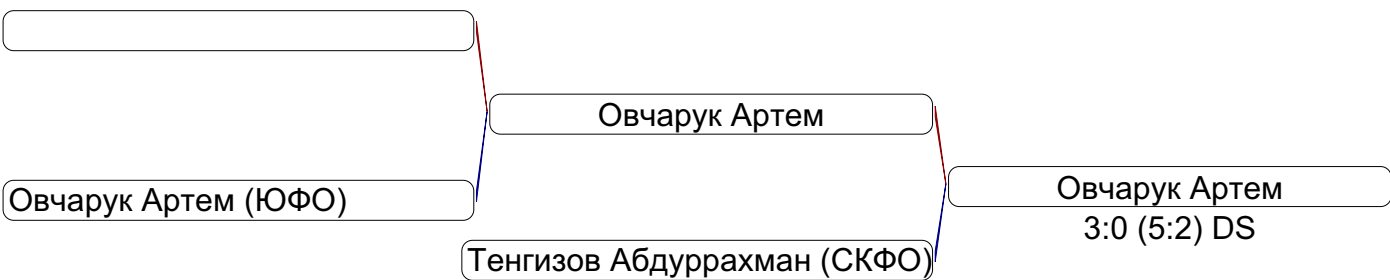 Овчарук Артем
Овчарук Артем (ЮФО)
Овчарук Артем
3:0 (5:2) DS
Тенгизов Абдуррахман (СКФО)